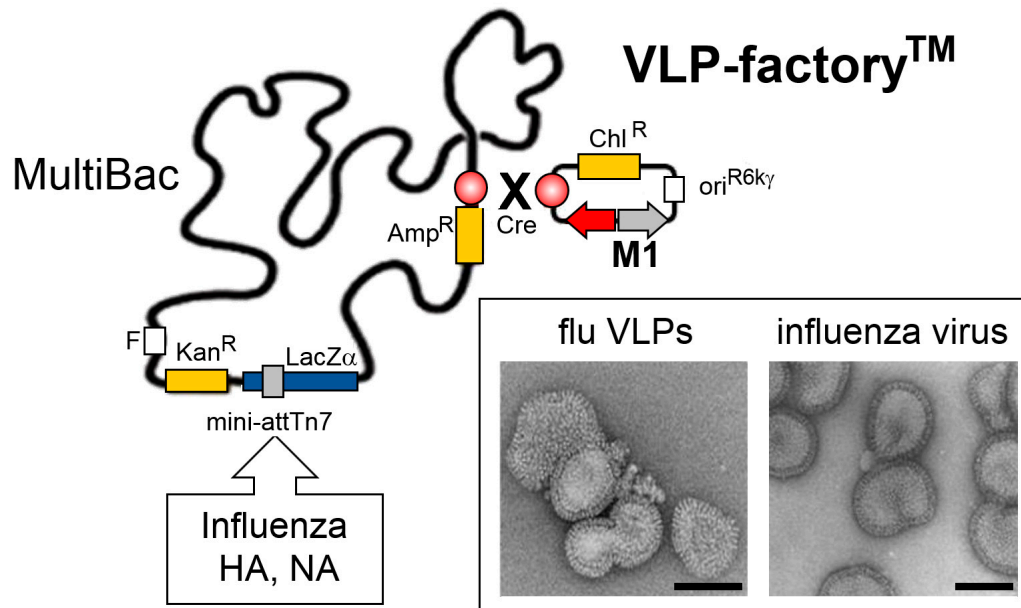 VLP-factory™
MultiBac
Chl R
ori R6kγ
X
Cre
Amp R
M1
F
Kan R
LacZα
mini-attTn7
Influenza
HA, NA
flu VLPs
influenza virus